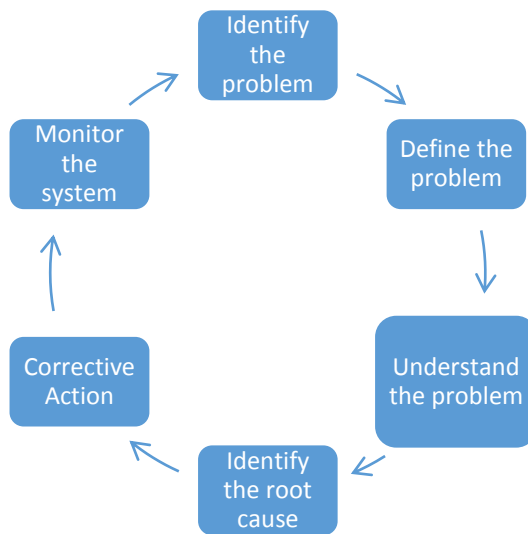 Identify
the
problem
Define the
problem
Understand
the problem
Identify
the root
cause
Corrective
Action
Monitor
the
system